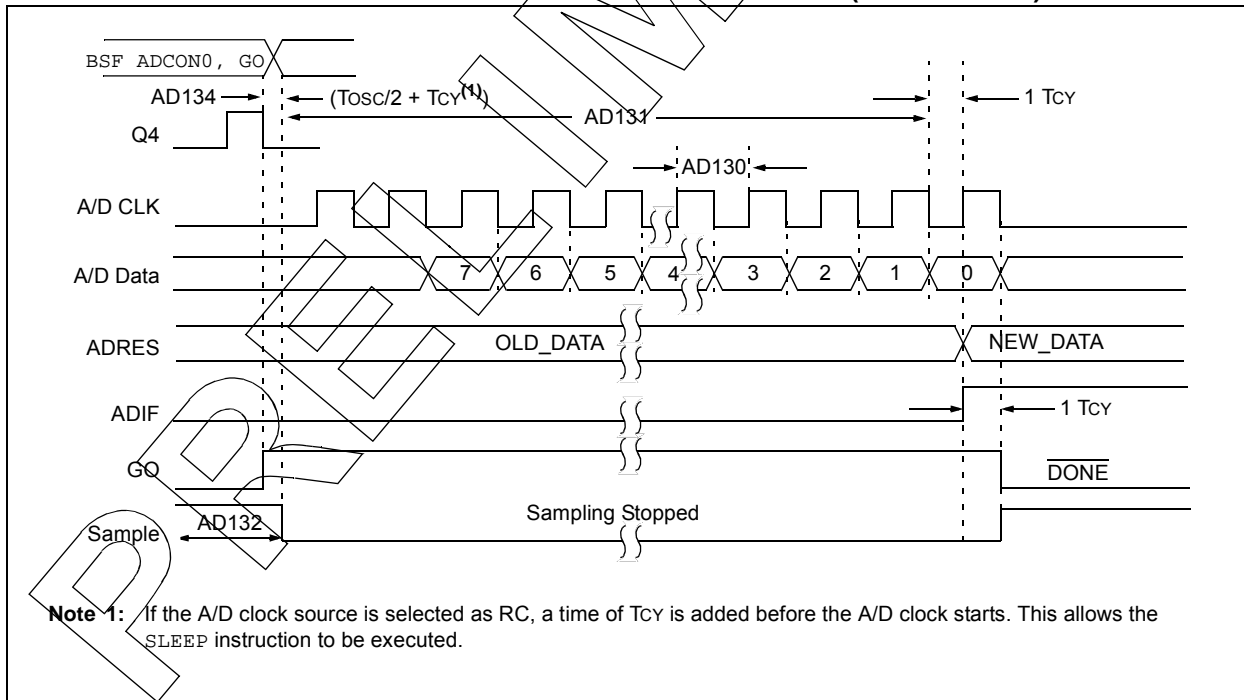 BSF ADCON0, GO
AD134 (TOSC/2 + TCY(1)) AD131 1 TCY
Q4
AD130
A/D CLK
A/D Data 7 6 5 4 3 2 1 0
ADRES OLD_DATA NEW_DATA
ADIF 1 TCY
GO DONE
Sample AD132 Sampling Stopped
Note 1: If the A/D clock source is selected as RC, a time of TCY is added before the A/D clock starts. This allows the
SLEEP instruction to be executed.